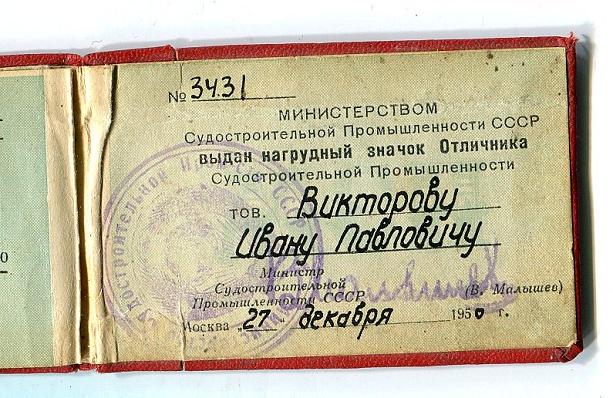 № 3431
МИНИСТЕРСТВОМ
Судостроительной Промышленности СССР
выдан нагрудный значок Отличника
Судостроительной Промышленности
тов. Викторову
Ивану Павловичу
Министр
Судостроительной
Промышленности СССР
(В. Малышев)
Москва „27" декабря 1950 г.